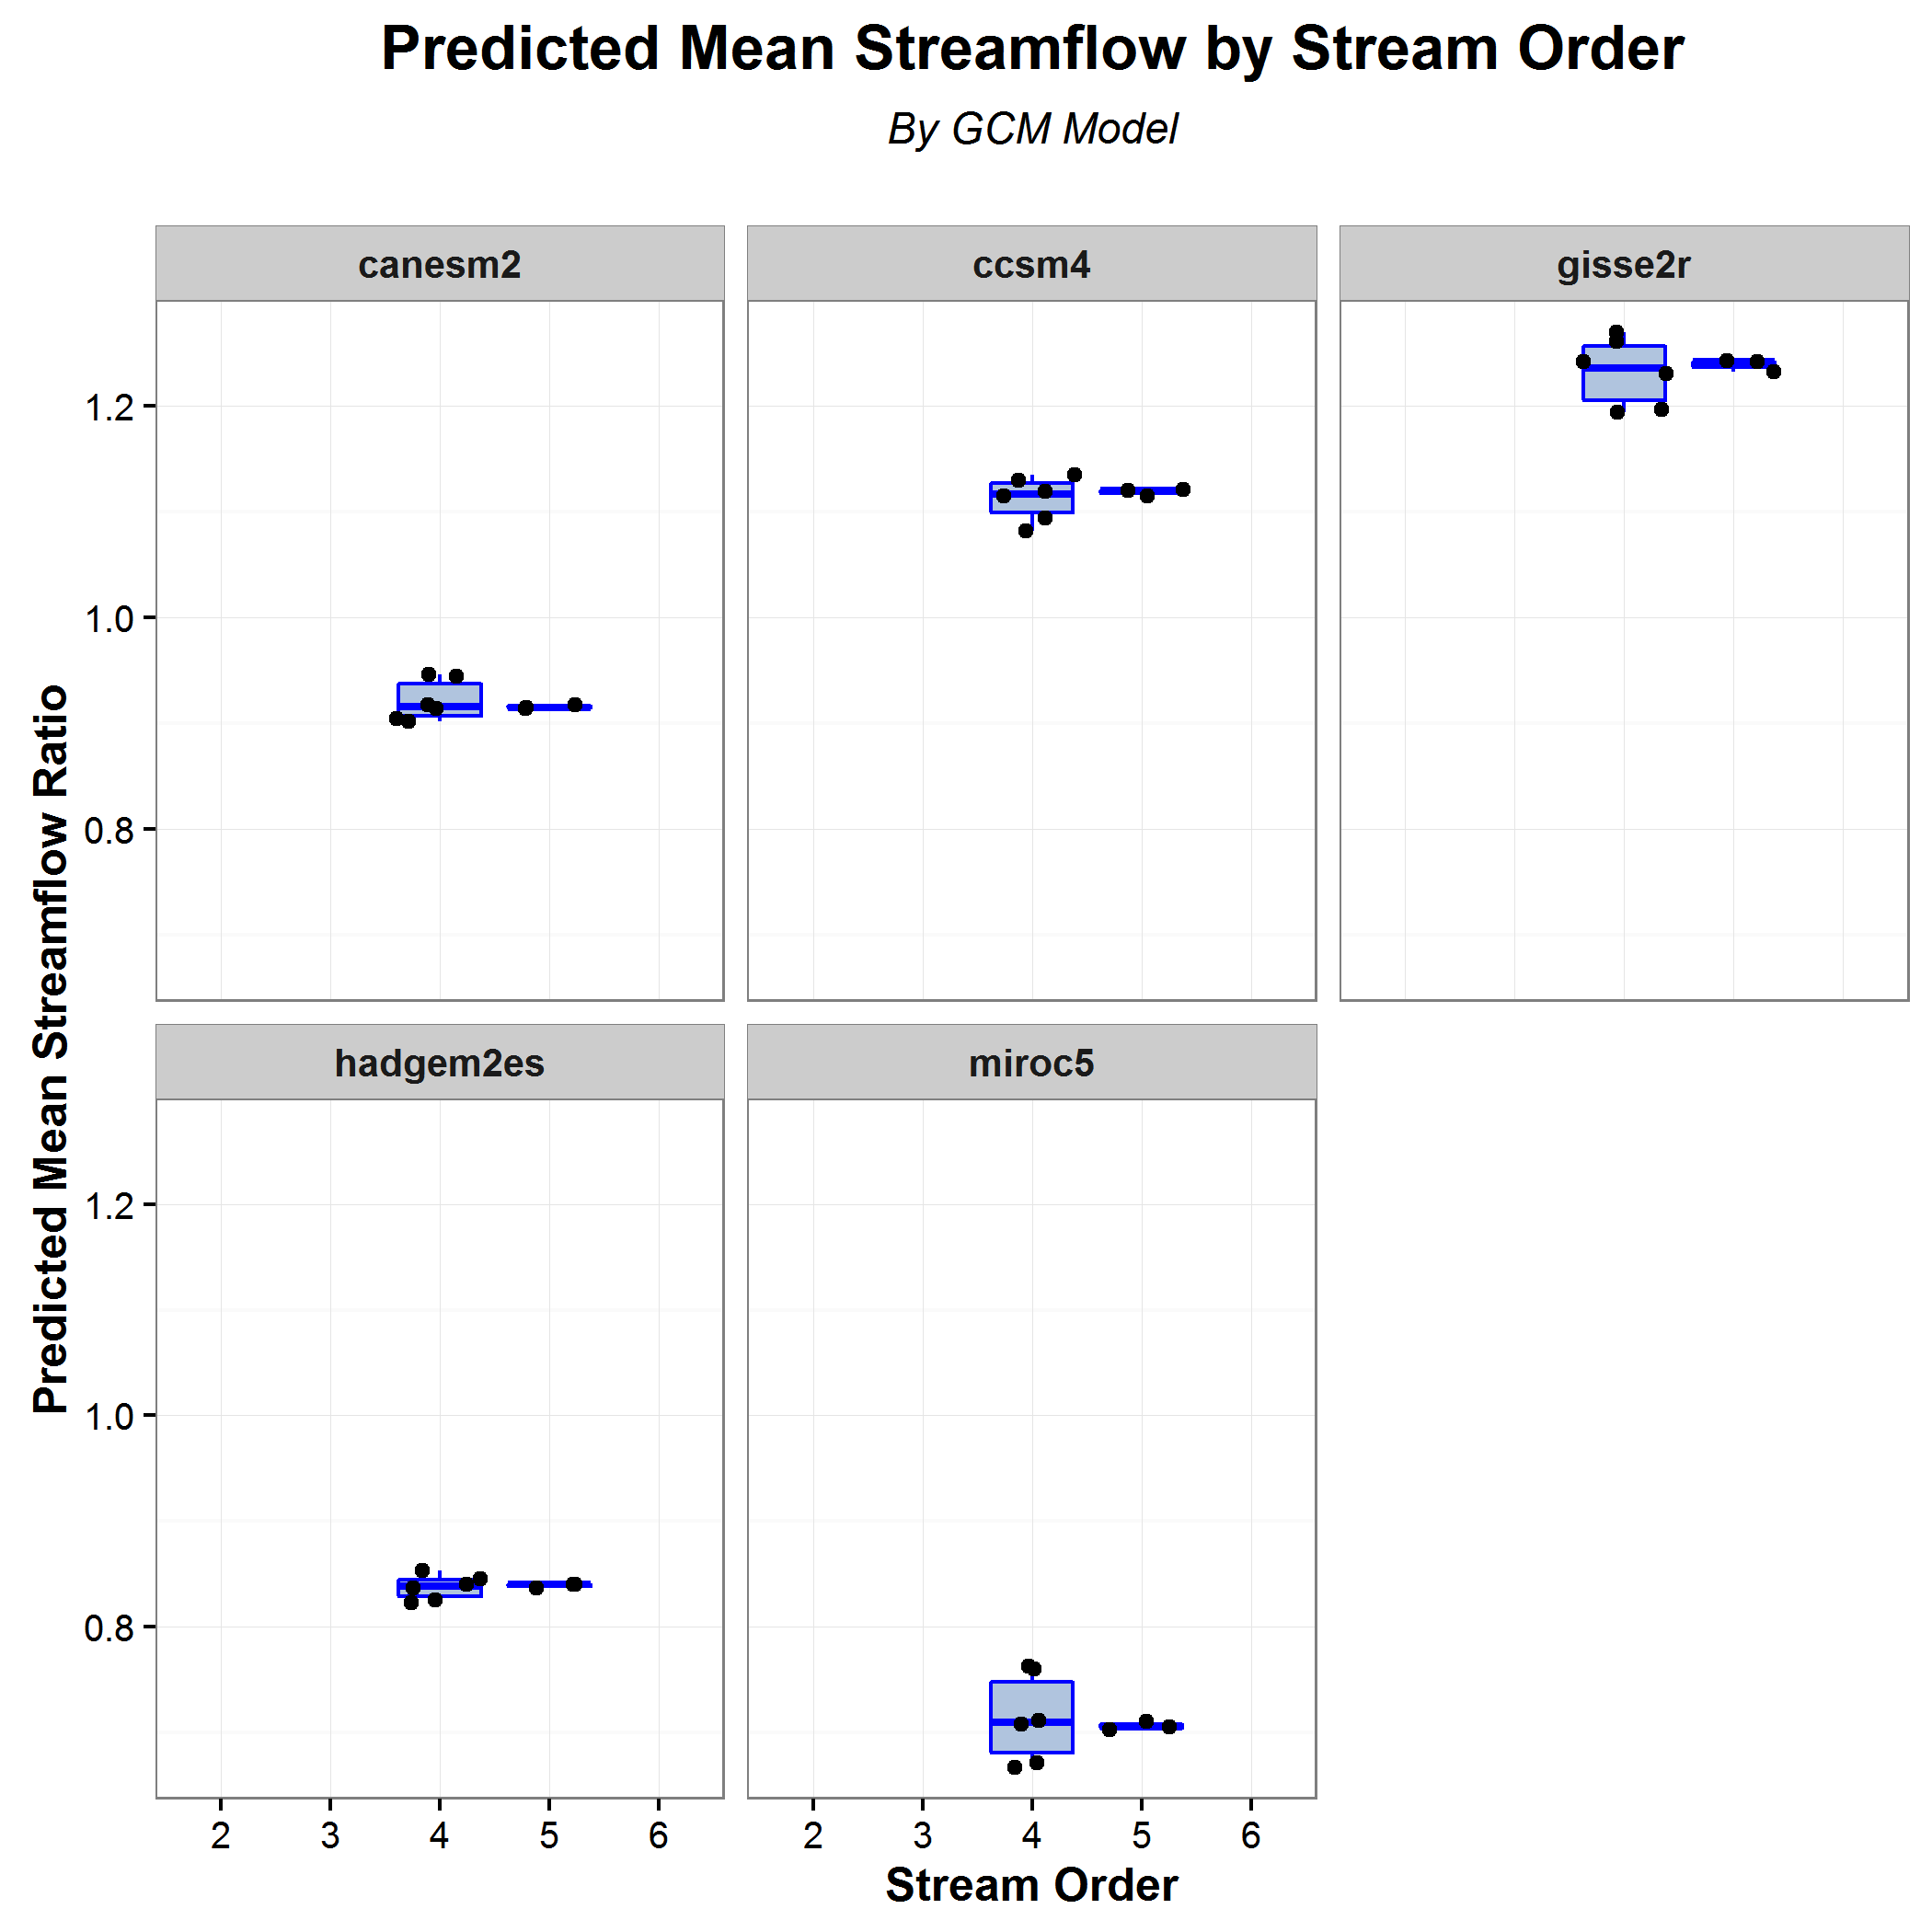 Predicted Mean Streamflow by Stream Order
By GCM Model
canesm2
ccsm4
gisse2r
1.2
1.0
0.8
Predicted Mean Streamflow Ratio
hadgem2es
miroc5
1.2
1.0
0.8
2 3 4 5 6
2 3 4 5 6
Stream Order